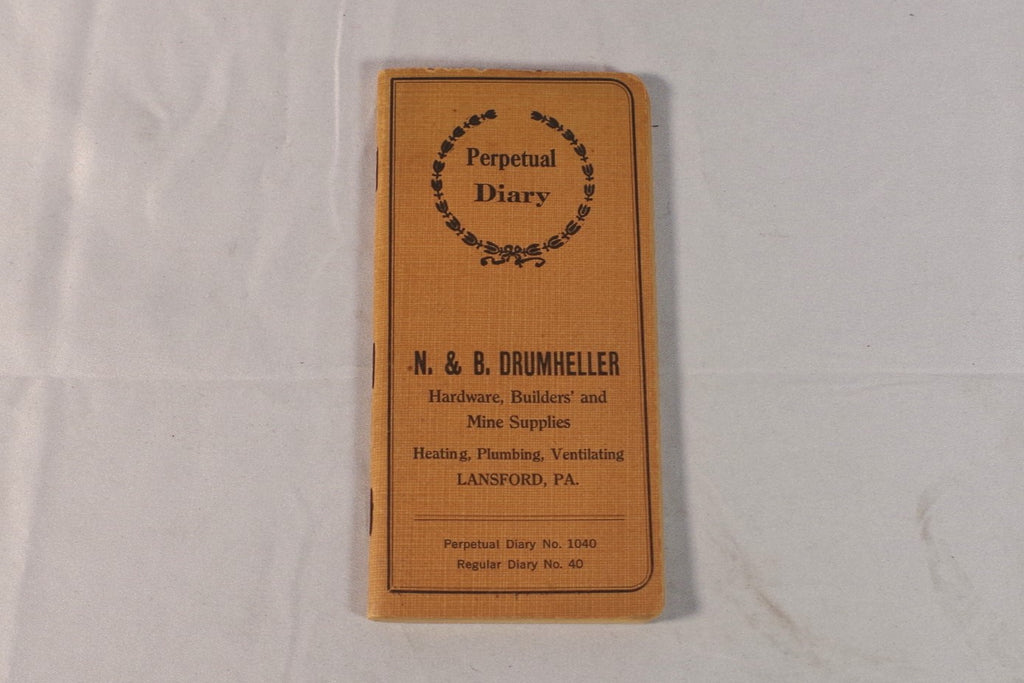 Perpetual
Diary
N. & B. DRUMHELLER
Hardware, Builders' and
Mine Supplies
Heating, Plumbing, Ventilating
LANSFORD, PA.
Perpetual Diary No. 1040
Regular Diary No. 40